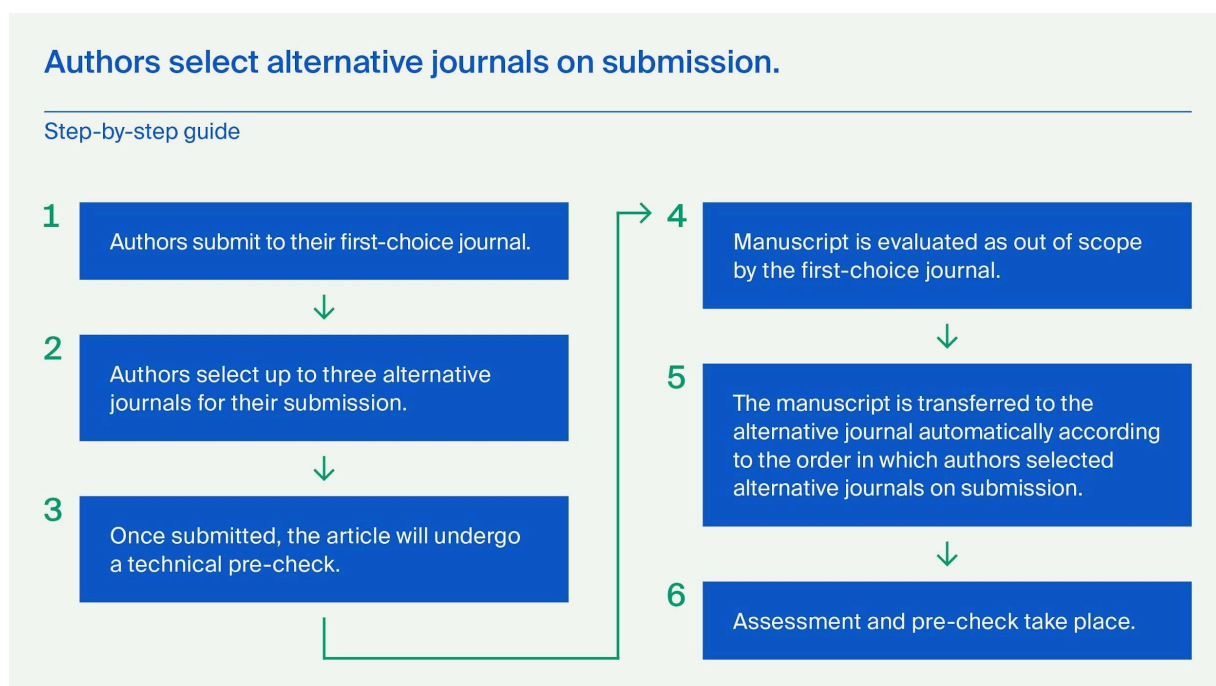 Authors select alternative journals on submission.
Step-by-step guide
1
Authors submit to their first-choice journal.
2
Authors select up to three alternative
journals for their submission.
3
Once submitted, the article will undergo
a technical pre-check.
4
Manuscript is evaluated as out of scope
by the first-choice journal.
5
The manuscript is transferred to the
alternative journal automatically according
to the order in which authors selected
alternative journals on submission.
6
Assessment and pre-check take place.